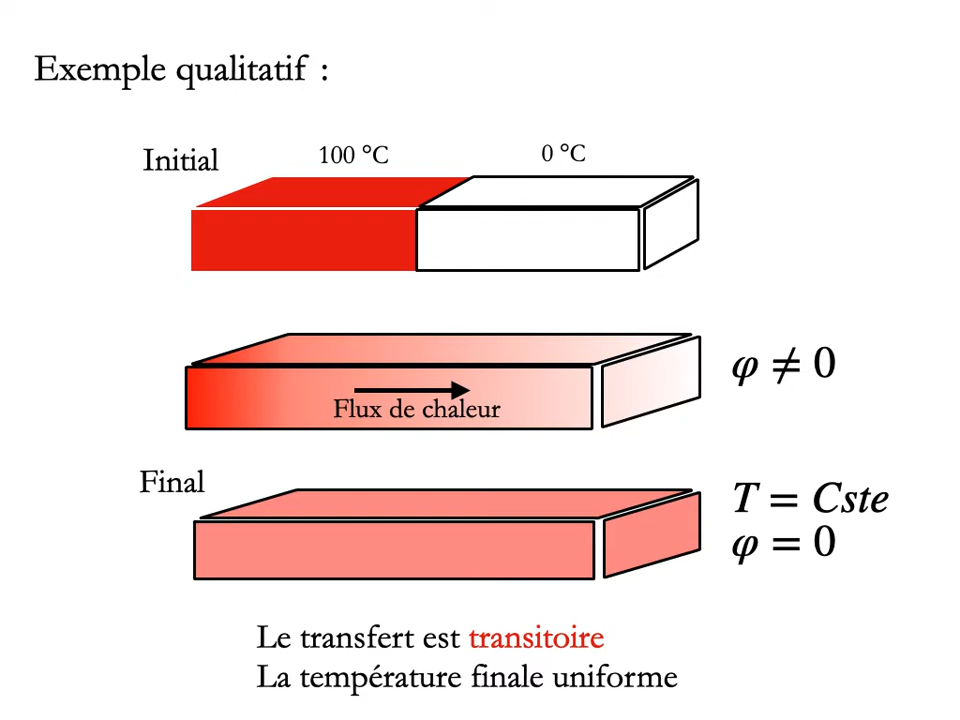 Exemple qualitatif :
100 °C
0 °C
Initial
φ ≠ 0
Flux de chaleur
Final
T = Cste
φ = 0
Le transfert est transitoire
La température finale uniforme